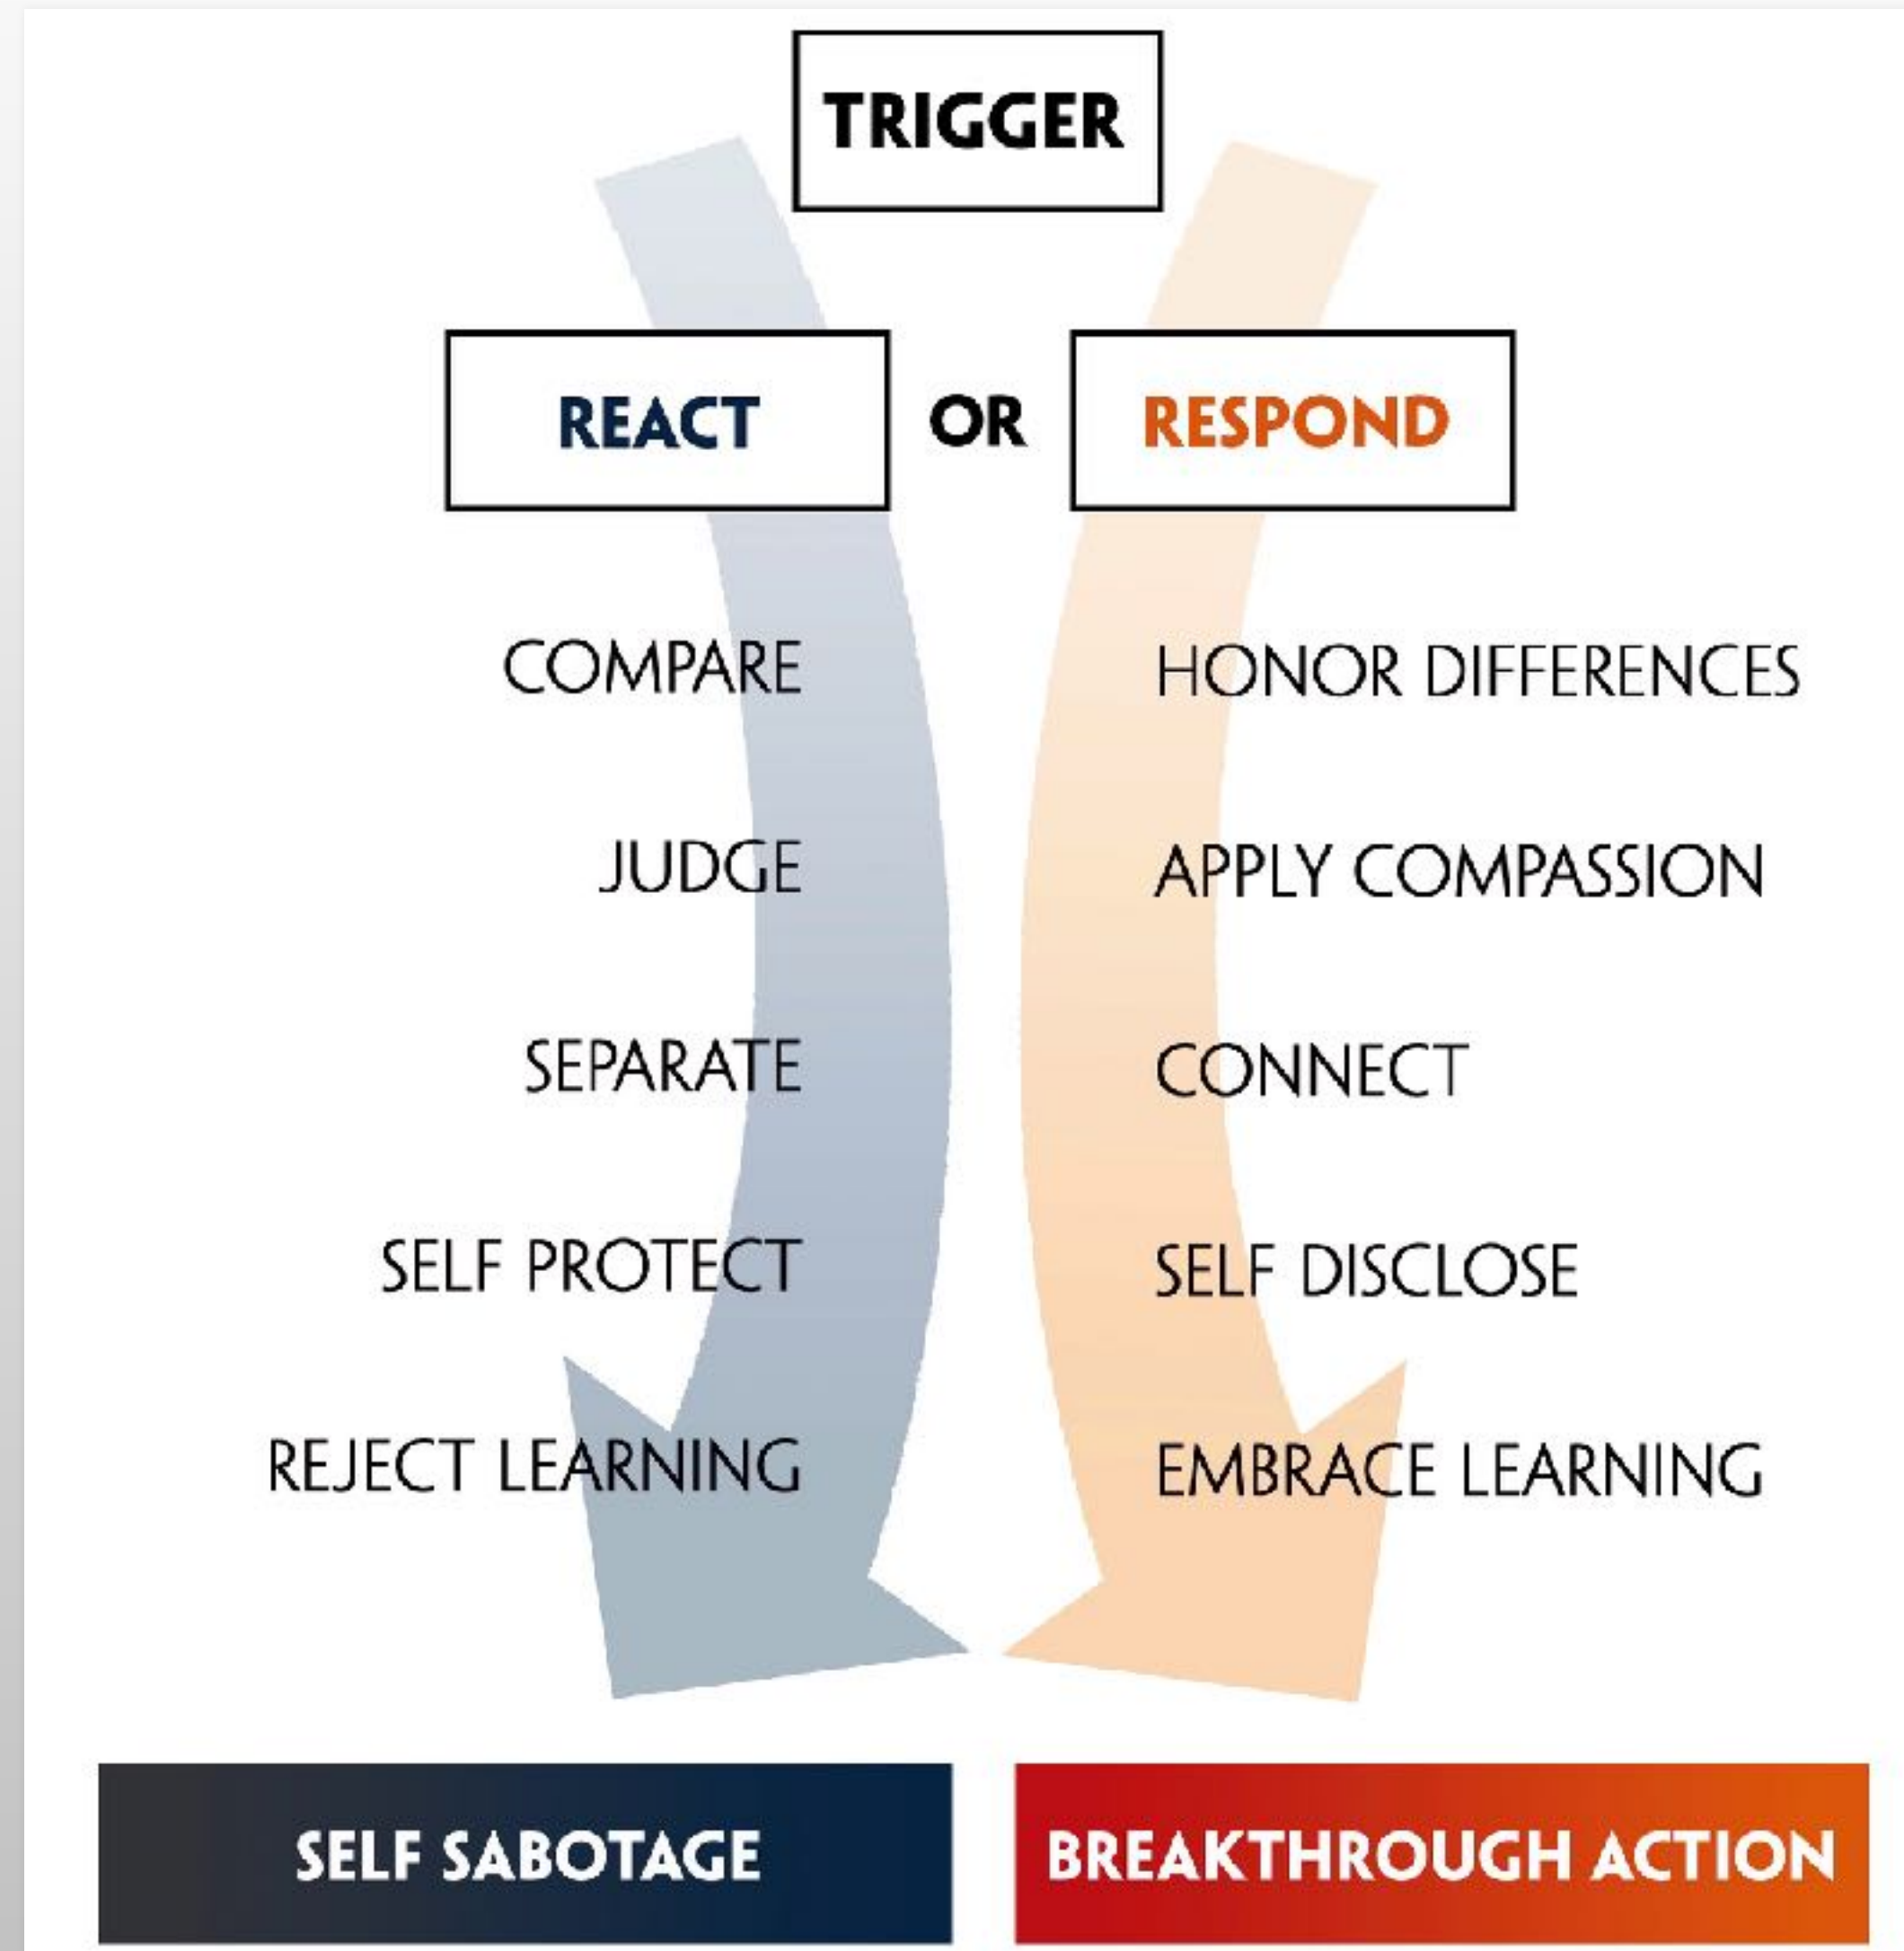 TRIGGER
REACT OR RESPOND
COMPARE
HONOR DIFFERENCES
JUDGE
APPLY COMPASSION
SEPARATE
CONNECT
SELF PROTECT
SELF DISCLOSE
REJECT LEARNING
EMBRACE LEARNING
SELF SABOTAGE
BREAKTHROUGH ACTION